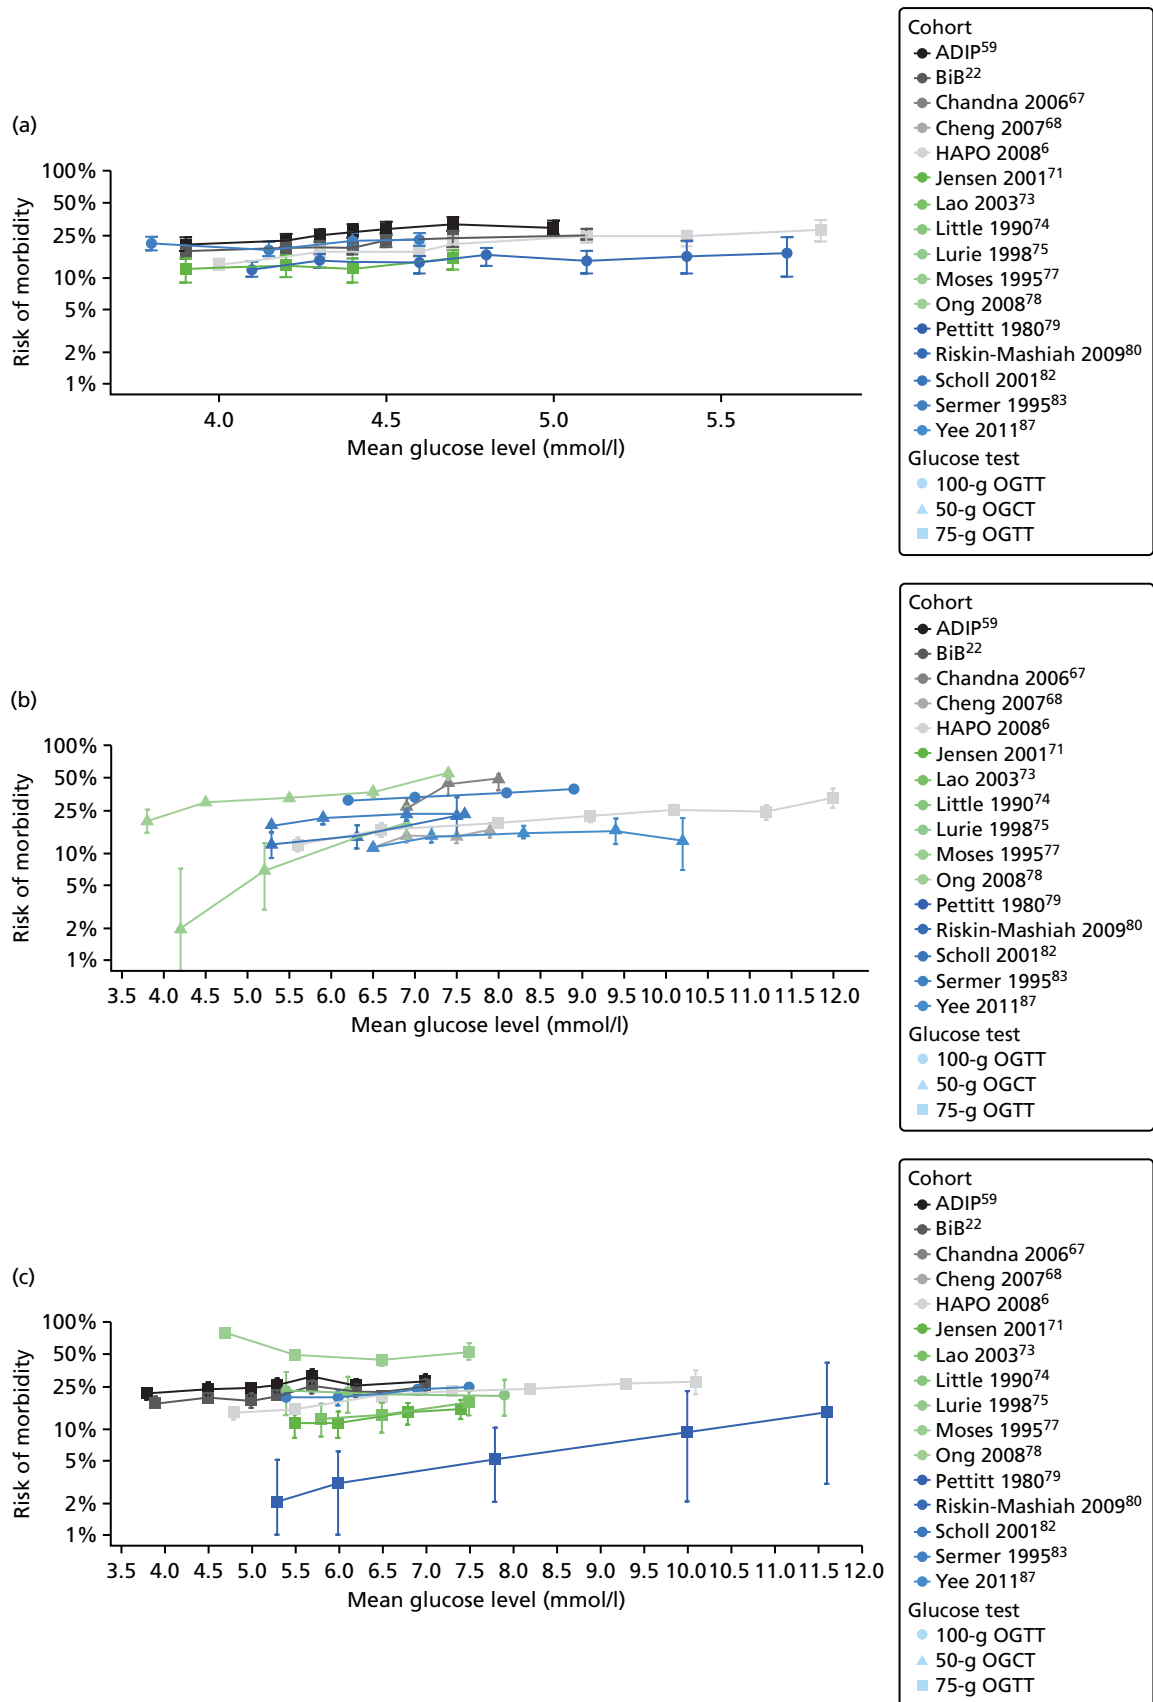 (a)
100%
50%
25%
10%
5%
2%
1%
Risk of morbidity
4.0 4.5 5.0 5.5
Mean glucose level (mmol/l)
Cohort
ADIP59
BiB22
Chandna 200667
Cheng 200768
HAPO 20086
Jensen 200171
Lao 200373
Little 199074
Lurie 199875
Moses 199577
Ong 200878
Pettitt 198079
Riskin-Mashiah 200980
Scholl 200182
Sermer 199583
Yee 201187
Glucose test
100-g OGTT
50-g OGCT
75-g OGTT
(b)
100%
50%
25%
10%
5%
2%
1%
Risk of morbidity
3.5 4.0 4.5 5.0 5.5 6.0 6.5 7.0 7.5 8.0 8.5 9.0 9.5 10.0 10.5 11.0 11.5 12.0
Mean glucose level (mmol/l)
Cohort
ADIP59
BiB22
Chandna 200667
Cheng 200768
HAPO 20086
Jensen 200171
Lao 200373
Little 199074
Lurie 199875
Moses 199577
Ong 200878
Pettitt 198079
Riskin-Mashiah 200980
Scholl 200182
Sermer 199583
Yee 201187
Glucose test
100-g OGTT
50-g OGCT
75-g OGTT
(c)
100%
50%
25%
10%
5%
2%
1%
Risk of morbidity
3.5 4.0 4.5 5.0 5.5 6.0 6.5 7.0 7.5 8.0 8.5 9.0 9.5 10.0 10.5 11.0 11.5 12.0
Mean glucose level (mmol/l)
Cohort
ADIP59
BiB22
Chandna 200667
Cheng 200768
HAPO 20086
Jensen 200171
Lao 200373
Little 199074
Lurie 199875
Moses 199577
Ong 200878
Pettitt 198079
Riskin-Mashiah 200980
Scholl 200182
Sermer 199583
Yee 201187
Glucose test
100-g OGTT
50-g OGCT
75-g OGTT